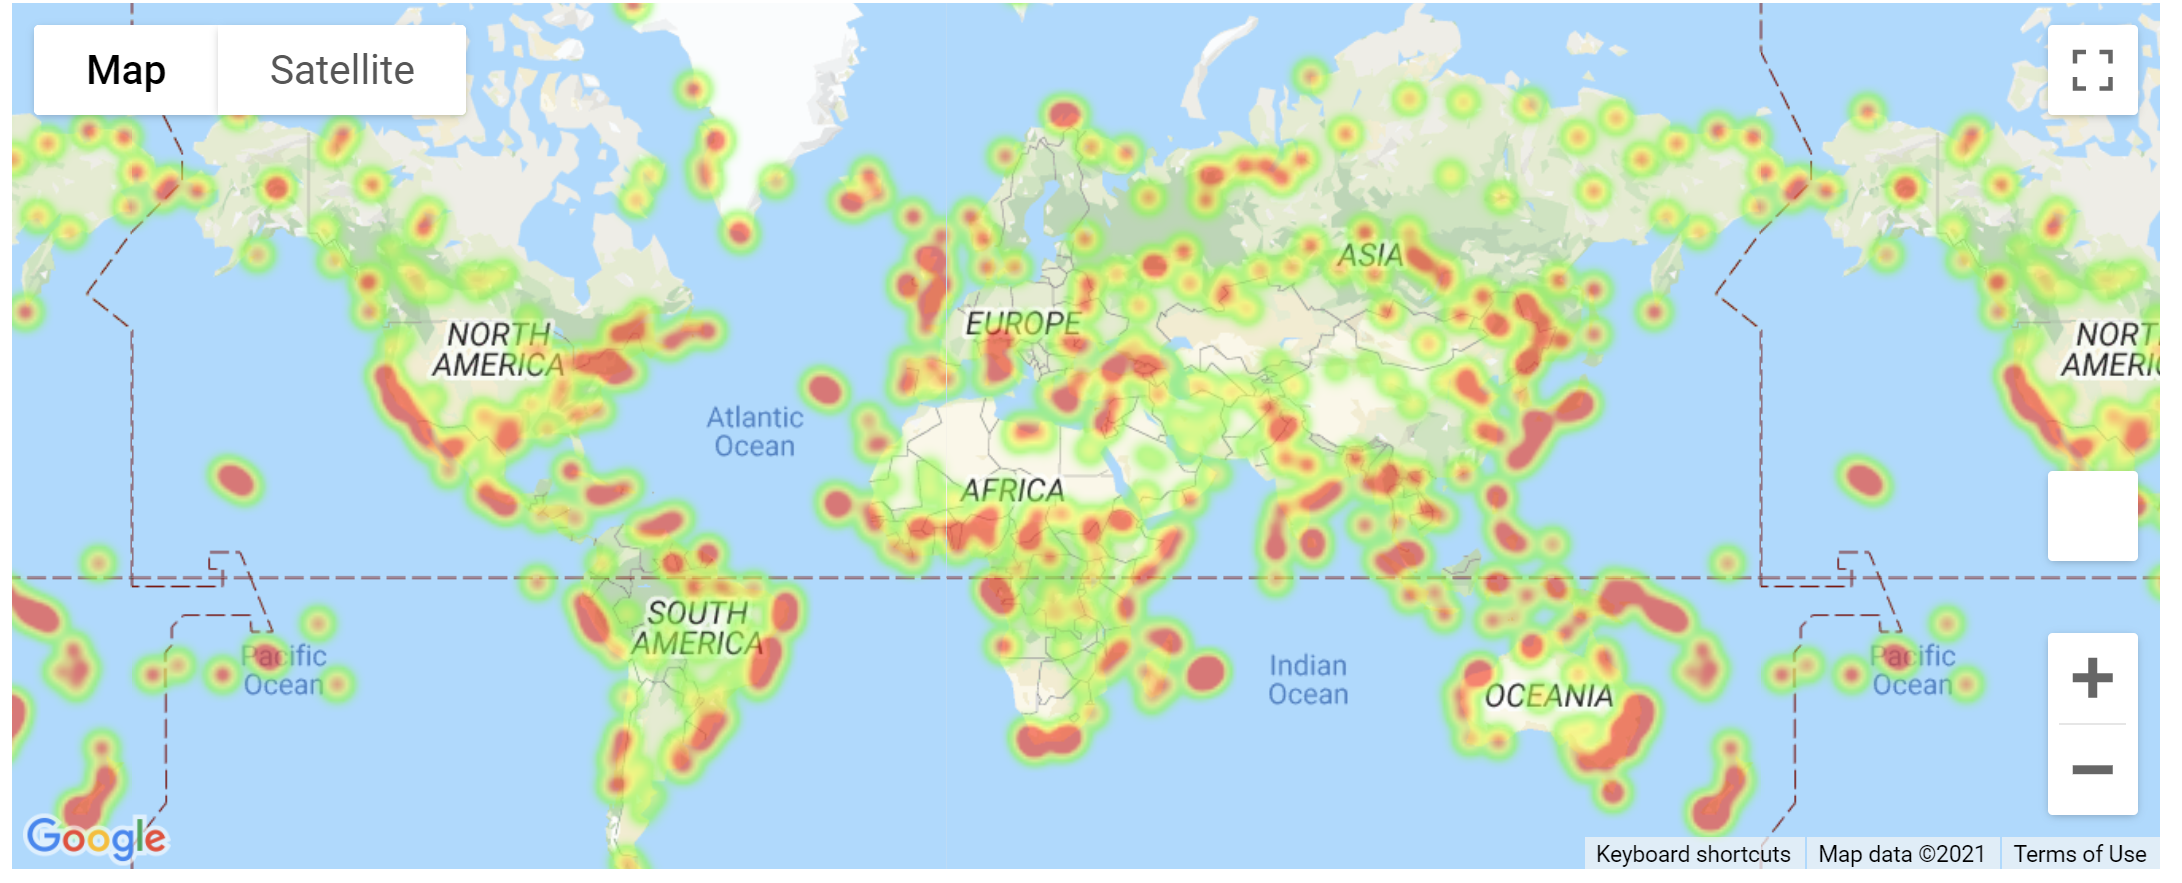 Map
Satellite
ASIA
NORTH
AMERICA
EUROPE
NORT
AMERI
Atlantic
Ocean
AFRICA
SOUTH
AMERICA
Pacific
Ocean
Indian
Ocean
OCEANIA
Pacific
Ocean
Google
Keyboard shortcuts
Map data ©2021
Terms of Use